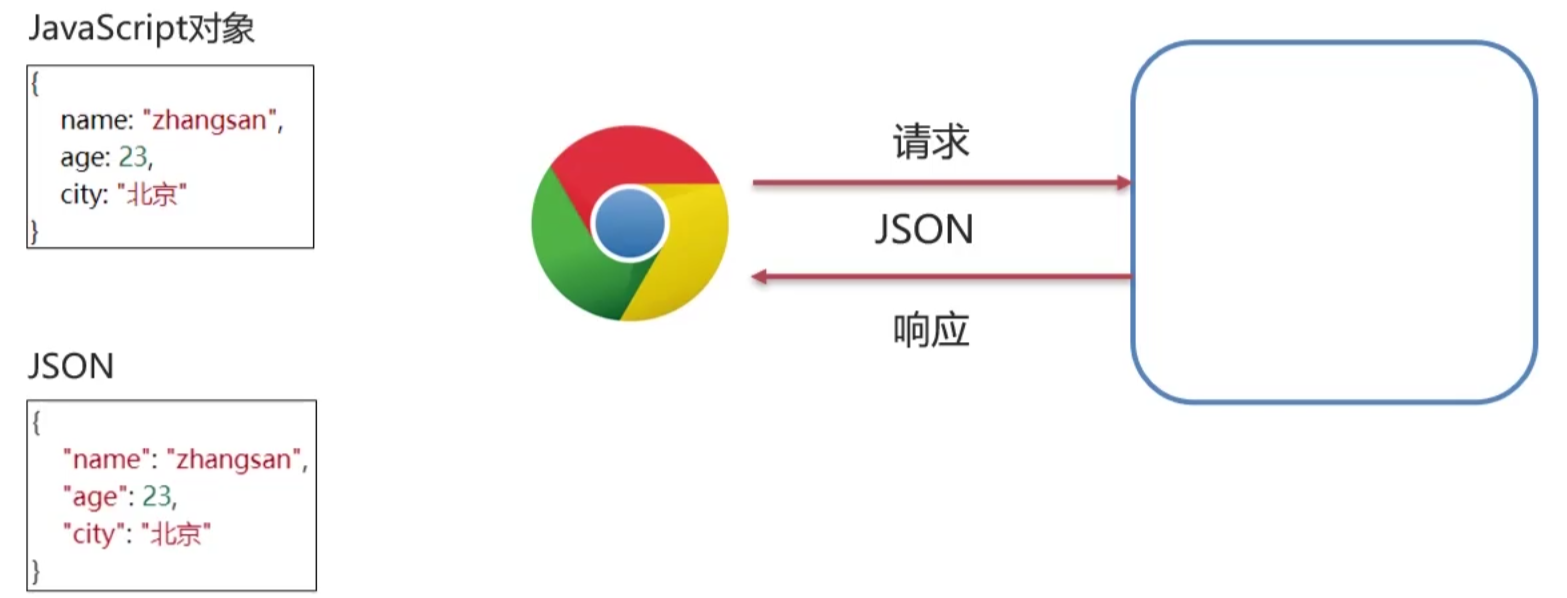 JavaScript对象
{
name: "zhangsan",
age: 23,
city: "北京"
}
请求
JSON
响应
JSON
{
"name": "zhangsan",
"age": 23,
"city": "北京"
}